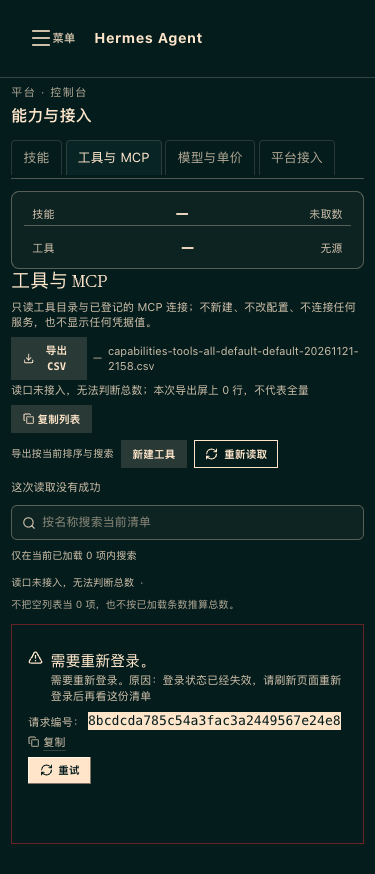 菜单 Hermes Agent
平台 · 控制台
能力与接入
技能 工具与 MCP 模型与单价 平台接入
技能 — 未取数
工具 — 无源
工具与 MCP
只读工具目录与已登记的 MCP 连接；不新建、不改配置、不连接任何
服务，也不显示任何凭据值。
导出
CSV
— capabilities-tools-all-default-default-20261121-
2158.csv
读口未接入，无法判断总数；本次导出屏上 0 行，不代表全量
复制列表
导出按当前排序与搜索 新建工具 重新读取
这次读取没有成功
按名称搜索当前清单
仅在当前已加载 0 项内搜索
读口未接入，无法判断总数 ·
不把空列表当 0 项，也不按已加载条数推算总数。
需要重新登录。
需要重新登录。原因：登录状态已经失效，请刷新页面重新
登录后再看这份清单
请求编号： 8bcdcda785c54a3fac3a2449567e24e8
复制
重试